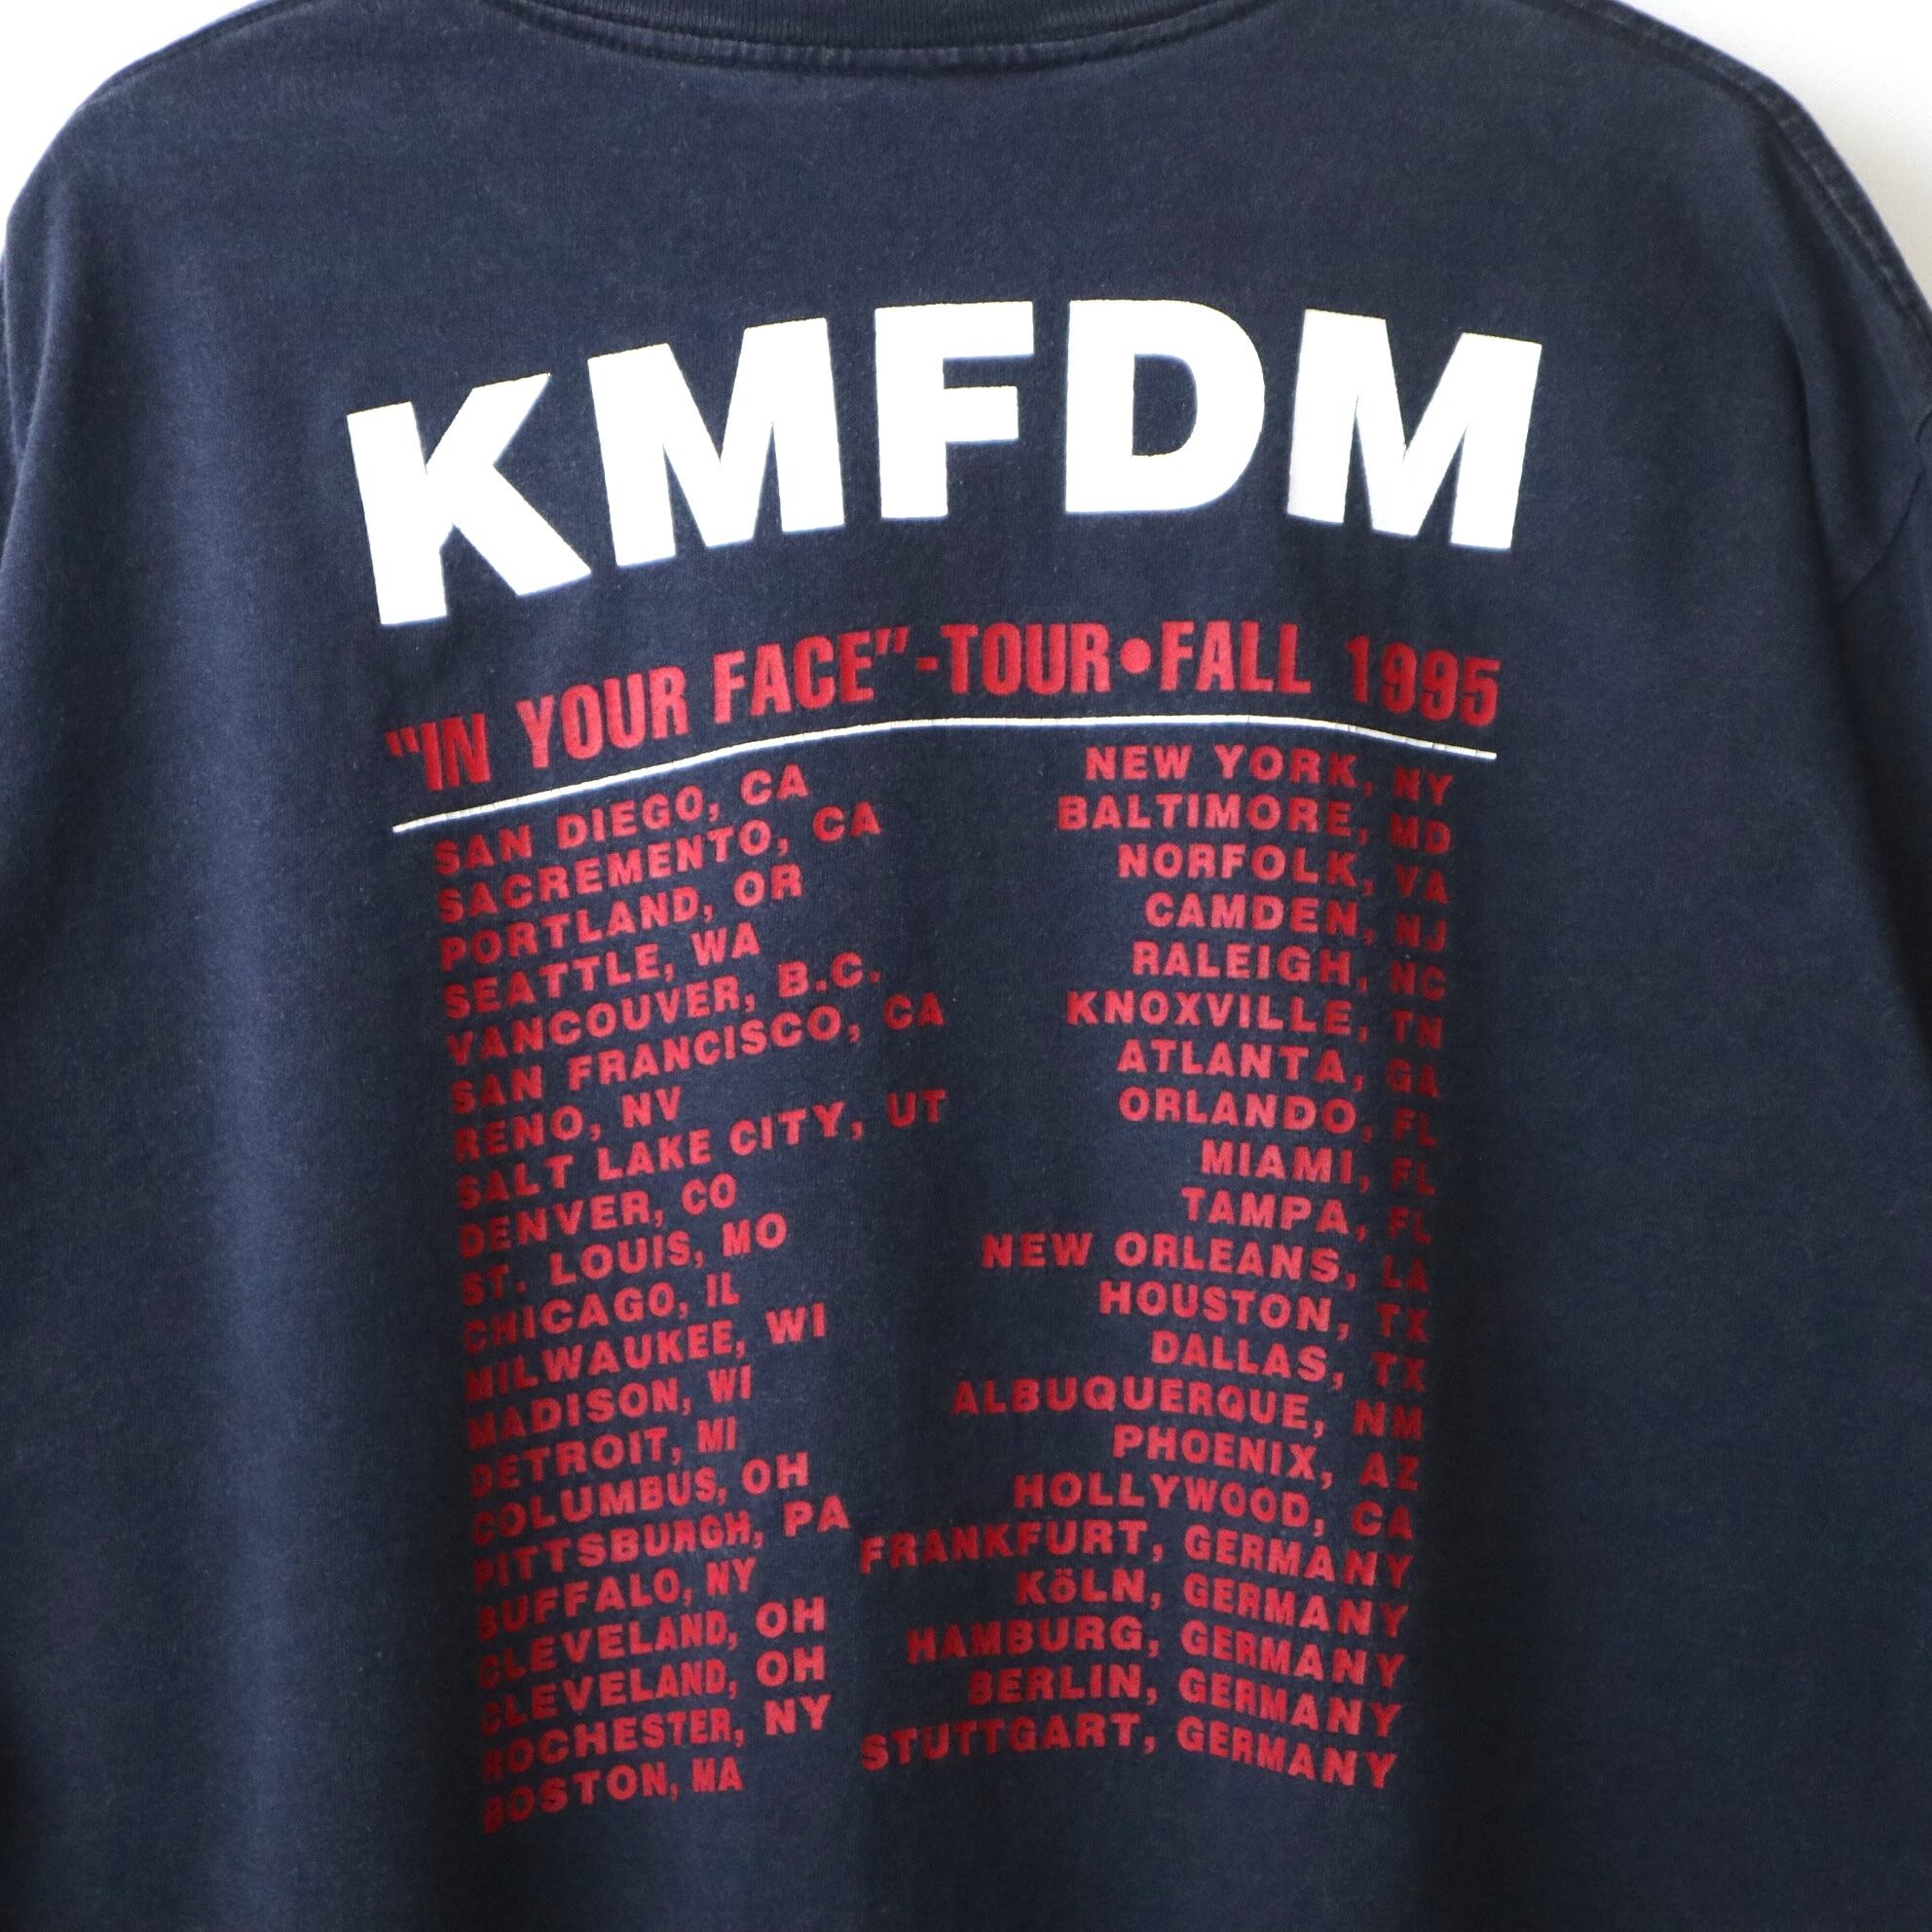 KMFDM
"IN YOUR FACE"-TOUR•FALL 1995
SAN DIEGO, CA
SACREMENTO, CA
PORTLAND, OR
SEATTLE, WA
VANCOUVER, B.C.
SAN FRANCISCO, CA
RENO, NV
SALT LAKE CITY, UT
DENVER, CO
ST. LOUIS, MO
CHICAGO, IL
MILWAUKEE, WI
MADISON, WI
DETROIT, MI
COLUMBUS, OH
PITTSBURGH, PA
BUFFALO, NY
CLEVELAND, OH
CLEVELAND, OH
ROCHESTER, NY
BOSTON, MA
NEW YORK, NY
BALTIMORE, MD
NORFOLK, VA
CAMDEN, NJ
RALEIGH, NC
KNOXVILLE, TN
ATLANTA, GA
ORLANDO, FL
MIAMI, FL
TAMPA, FL
NEW ORLEANS, LA
HOUSTON, TX
DALLAS, TX
ALBUQUERQUE, NM
PHOENIX, AZ
HOLLYWOOD, CA
FRANKFURT, GERMANY
KöLN, GERMANY
HAMBURG, GERMANY
BERLIN, GERMANY
STUTTGART, GERMANY